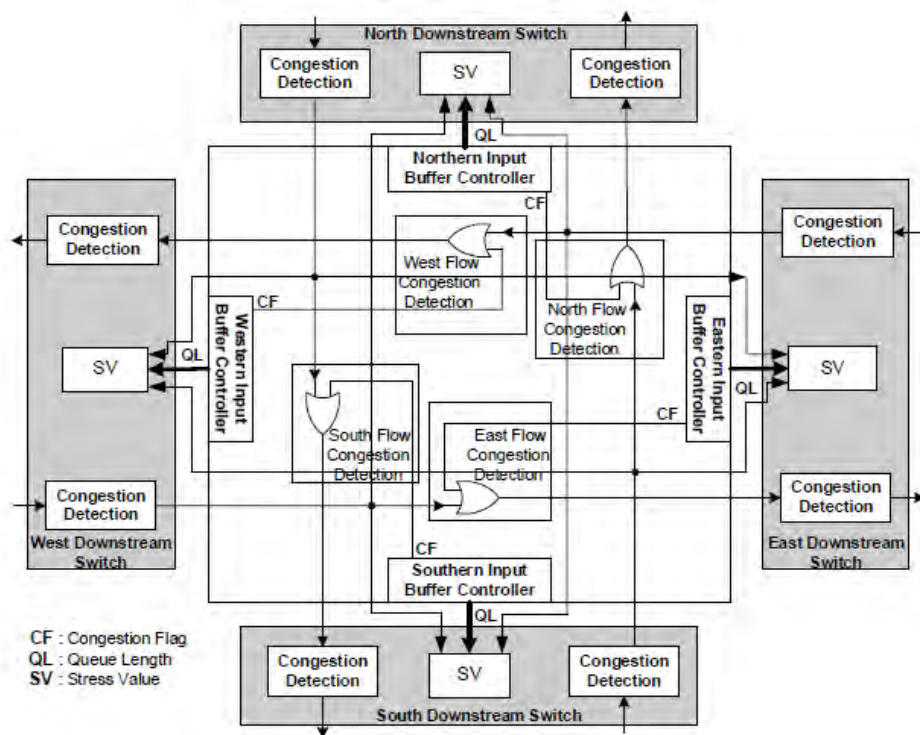 North Downstream Switch
Congestion
Detection
SV
Congestion
Detection
QL
Northern Input
Buffer Controller
CF
Congestion
Detection
West Flow
Congestion
Detection
Congestion
Detection
CF
Western Input
Buffer Controller
North Flow
Congestion
Detection
Eastern Input
Buffer Controller
SV
QL
SV
QL
South Flow
Congestion
Detection
CF
East Flow
Congestion
Detection
Congestion
Detection
West Downstream
Switch
Congestion
Detection
East Downstream
Switch
CF
Southern Input
Buffer Controller
QL
Congestion
Detection
SV
Congestion
Detection
South Downstream Switch
CF : Congestion Flag
QL : Queue Length
SV : Stress Value